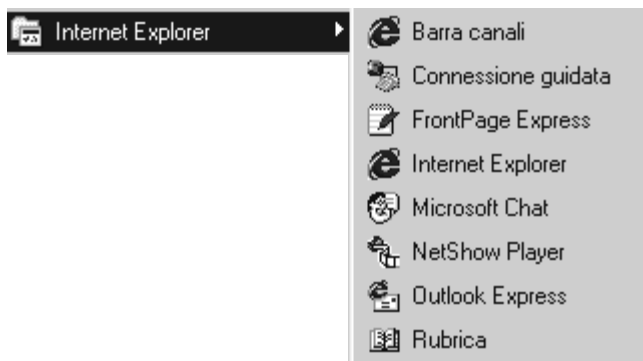 Internet Explorer
Barra canali
Connessione guidata
FrontPage Express
Internet Explorer
Microsoft Chat
NetShow Player
Outlook Express
Rubrica